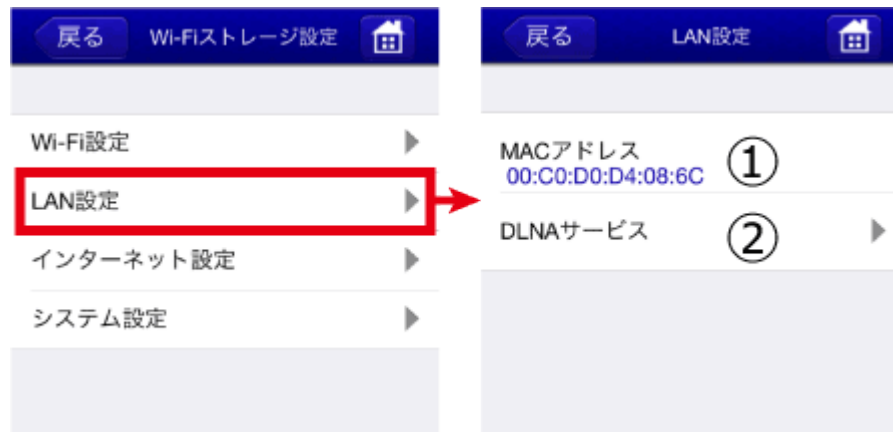 戻る Wi-Fiストレージ設定
Wi-Fi設定
LAN設定
インターネット設定
システム設定
戻る LAN設定
MACアドレス ①
00:C0:D0:D4:08:6C
DLNAサービス ②